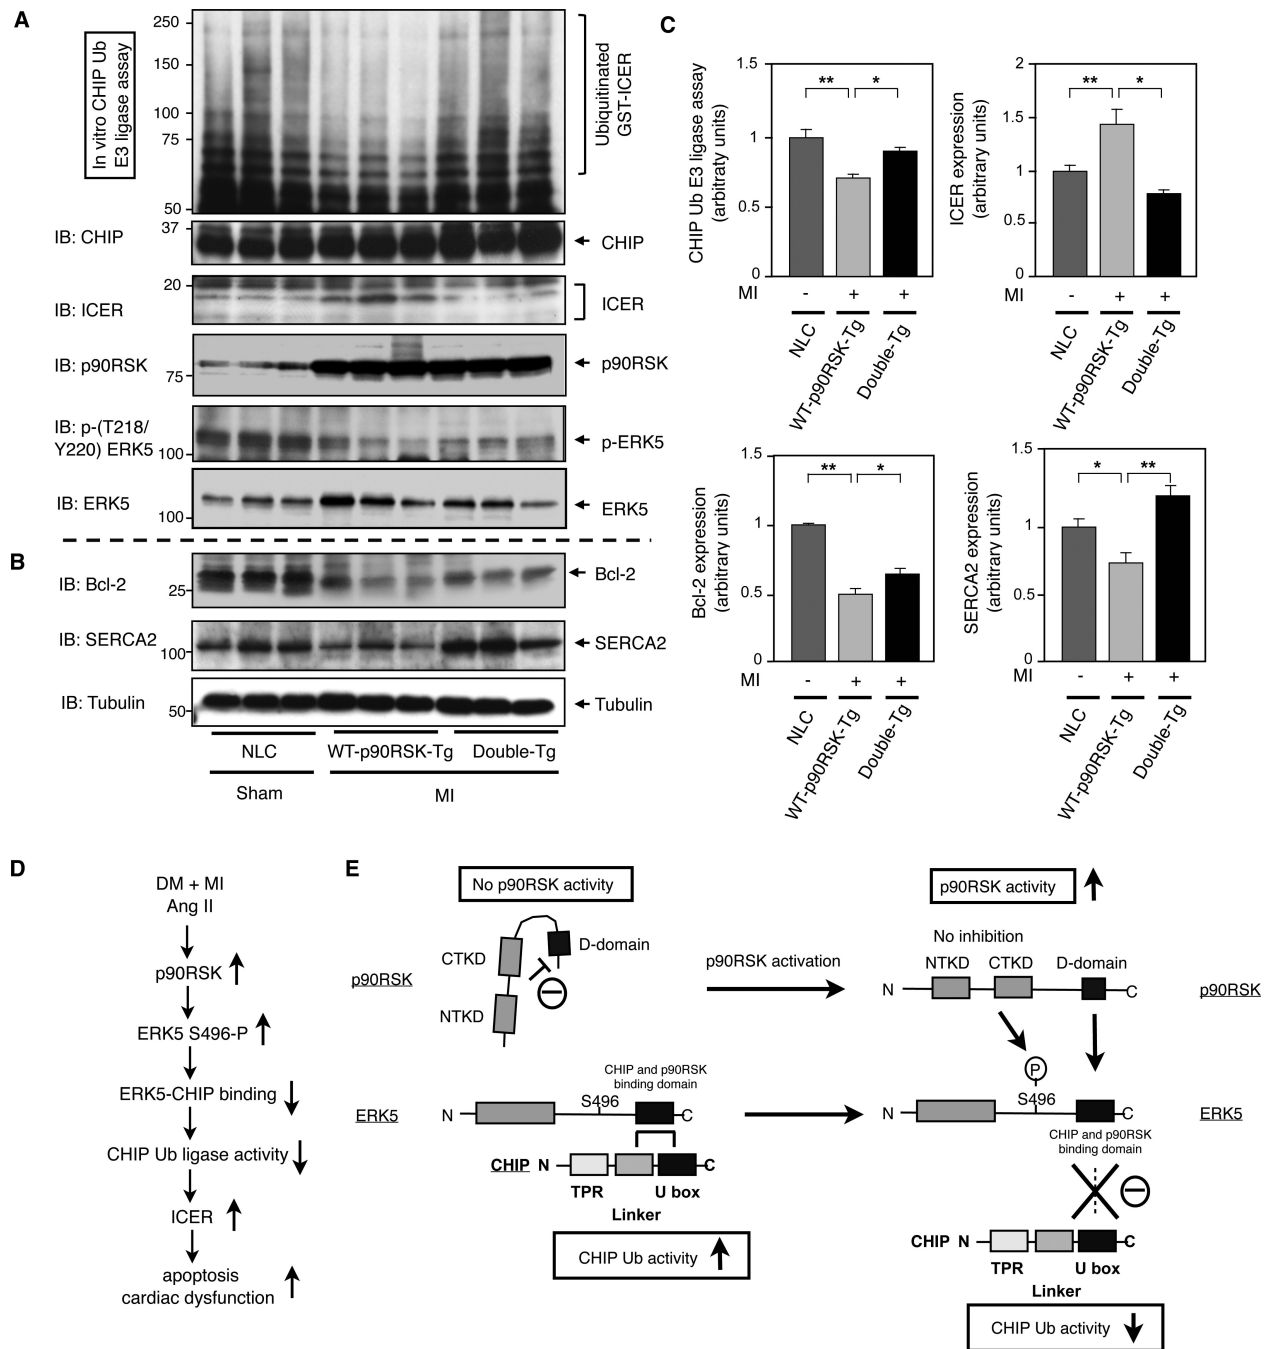 A
In vitro CHIP Ub
E3 ligase assay
250
150
100
75
50
Ubiquitinated
GST-ICER
IB: CHIP
37
CHIP
IB: ICER
20
ICER
IB: p90RSK
75
p90RSK
IB: p-(T218/
Y220) ERK5
100
p-ERK5
IB: ERK5
100
ERK5
B
IB: Bcl-2
25
Bcl-2
IB: SERCA2
100
SERCA2
IB: Tubulin
50
Tubulin
NLC
WT-p90RSK-Tg
Double-Tg
Sham
MI
C
CHIP Ub E3 ligase assay
(arbitraty units)
1.5
1
0.5
0
**
*
MI
-
+
+
NLC
WT-p90RSK-Tg
Double-Tg
ICER expression
(arbitrary units)
2
1.5
1
0.5
0
**
*
MI
-
+
+
NLC
WT-p90RSK-Tg
Double-Tg
Bcl-2 expression
(arbitrary units)
1.5
1
0.5
0
**
*
MI
-
+
+
NLC
WT-p90RSK-Tg
Double-Tg
SERCA2 expression
(arbitrary units)
1.5
1
0.5
0
*
**
MI
-
+
+
NLC
WT-p90RSK-Tg
Double-Tg
D
DM + MI
Ang II
p90RSK
ERK5 S496-P
ERK5-CHIP binding
CHIP Ub ligase activity
ICER
apoptosis
cardiac dysfunction
E
No p90RSK activity
p90RSK
CTKD
D-domain
NTKD
p90RSK activation
p90RSK activity
No inhibition
NTKD CTKD D-domain
N
C
p90RSK
CHIP and p90RSK
binding domain
ERK5
N
S496
C
CHIP N
C
TPR
U box
Linker
CHIP Ub activity
P
N
S496
C
ERK5
CHIP and p90RSK
binding domain
CHIP N
C
TPR
U box
Linker
CHIP Ub activity